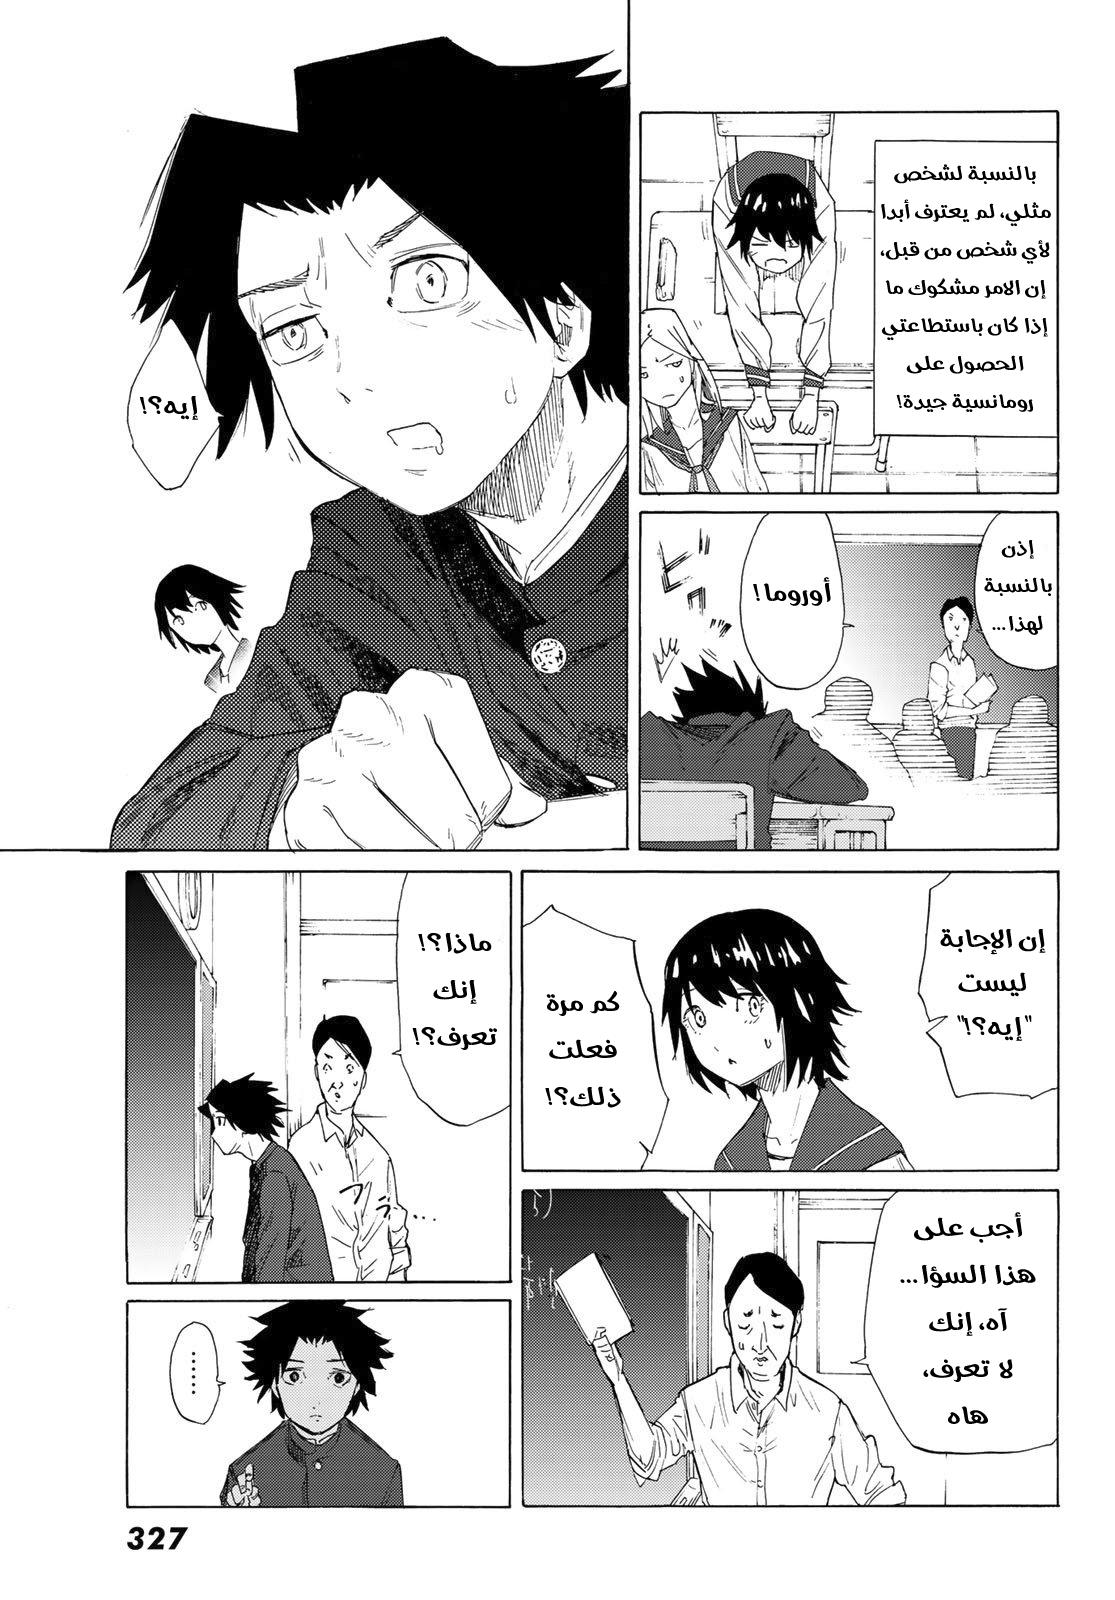 بالنسبة لشخص
مثلي، لم يعترف أبدا
لأي شخص من قبل،
إن الامر مشكوك ما
إذا كان باستطاعتي
الحصول على
رومانسية جيدة!
إذن
بالنسبة
لهذا...
أوروما!
إيه؟!
إن الإجابة
ليست
"إيه؟!"
كم مرة
فعلت
ذلك؟!
أجب على
هذا السؤا...
آه، إنك
لا تعرف،
هاه
ماذا؟!
إنك
تعرف؟!
フラ...
......
327